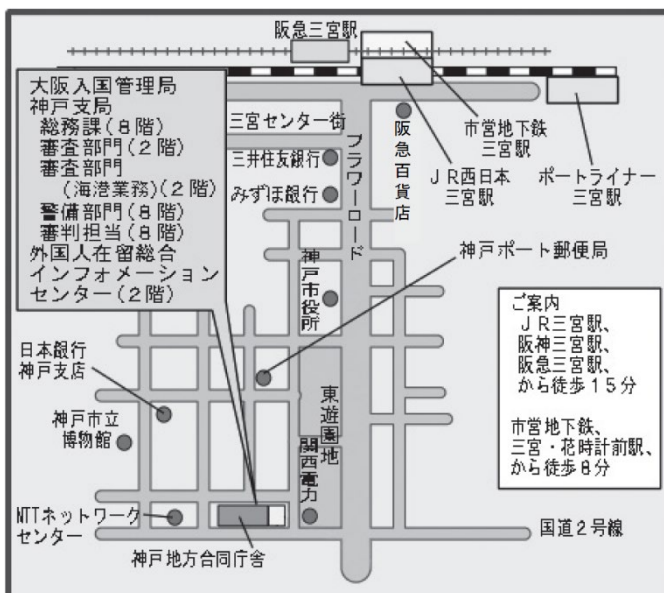 阪急三宮駅
大阪入国管理局
神戸支局
総務課(8階)
審査部門(2階)
審査部門
(海港業務)(2階)
警備部門(8階)
審判担当(8階)
外国人在留総合
インフォメーション
センター(2階)
三宮センター街
三井住友銀行
みずほ銀行
フラワーロード
阪急百貨店
市営地下鉄
三宮駅
JR西日本
三宮駅
ポートライナー
三宮駅
神戸市役所
神戸ポート郵便局
ご案内
JR三宮駅、
阪神三宮駅、
阪急三宮駅、
から徒歩15分
市営地下鉄、
三宮・花時計前駅、
から徒歩8分
日本銀行
神戸支店
神戸市立
博物館
東遊園地
関西電力
NTTネットワーク
センター
神戸地方合同庁舎
国道2号線